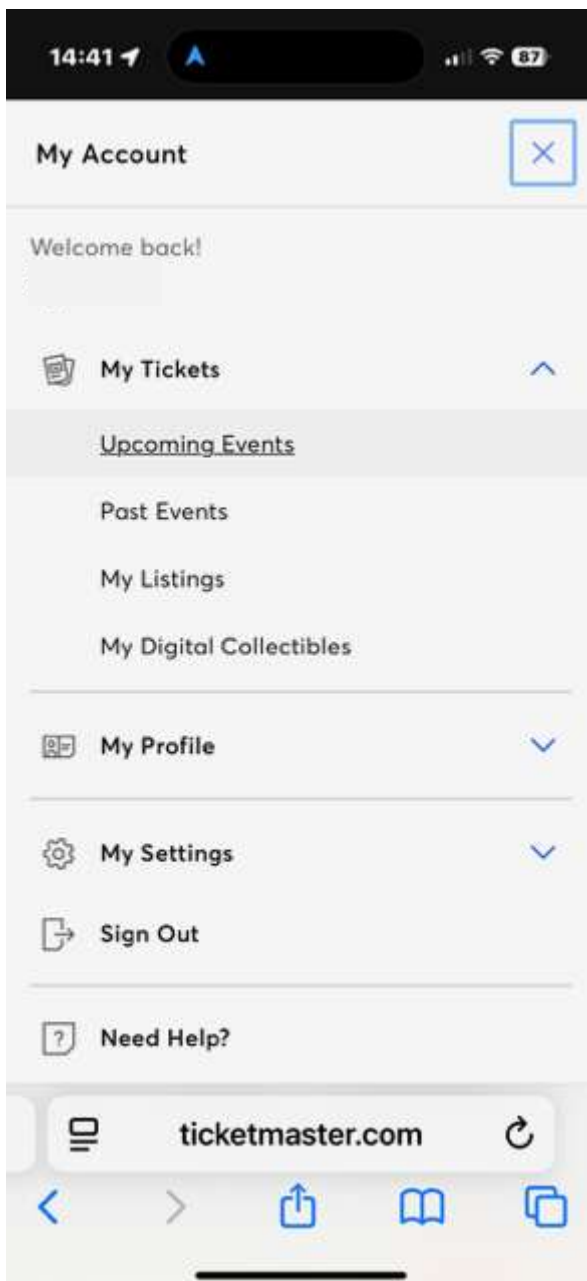 14:41
87
My Account
Welcome back!
My Tickets
Upcoming Events
Past Events
My Listings
My Digital Collectibles
My Profile
My Settings
Sign Out
? Need Help?
ticketmaster.com